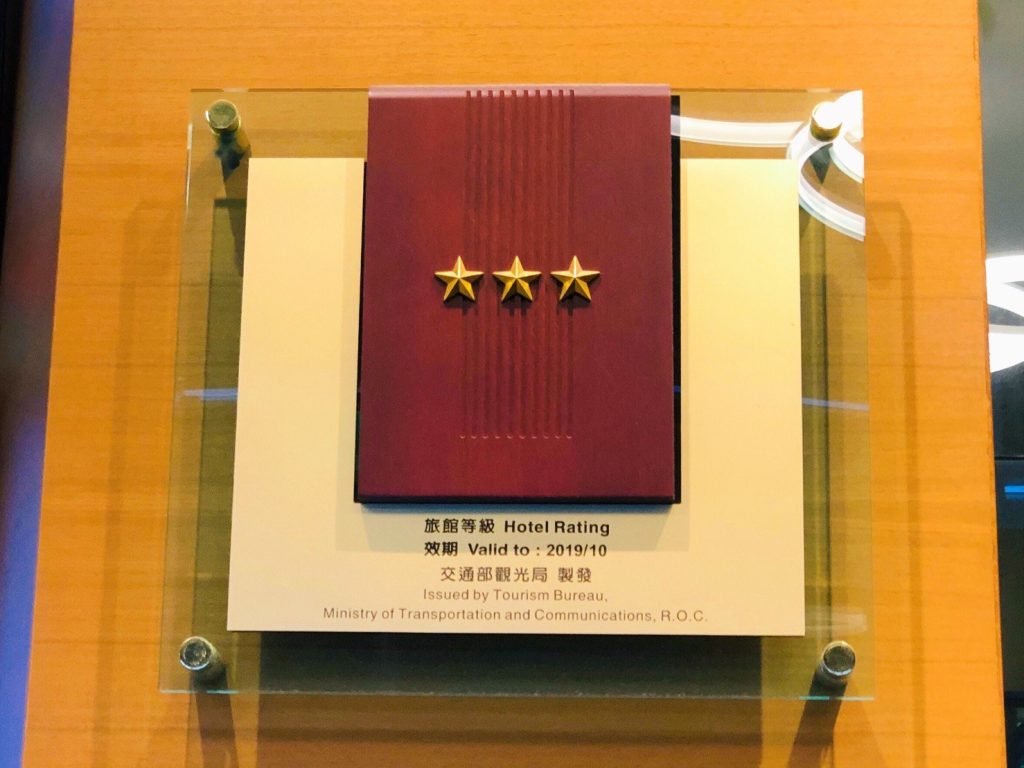 旅館等級 Hotel Rating
效期 Valid to : 2019/10
交通部觀光局 製發
Issued by Tourism Bureau,
Ministry of Transportation and Communications, R.O.C.